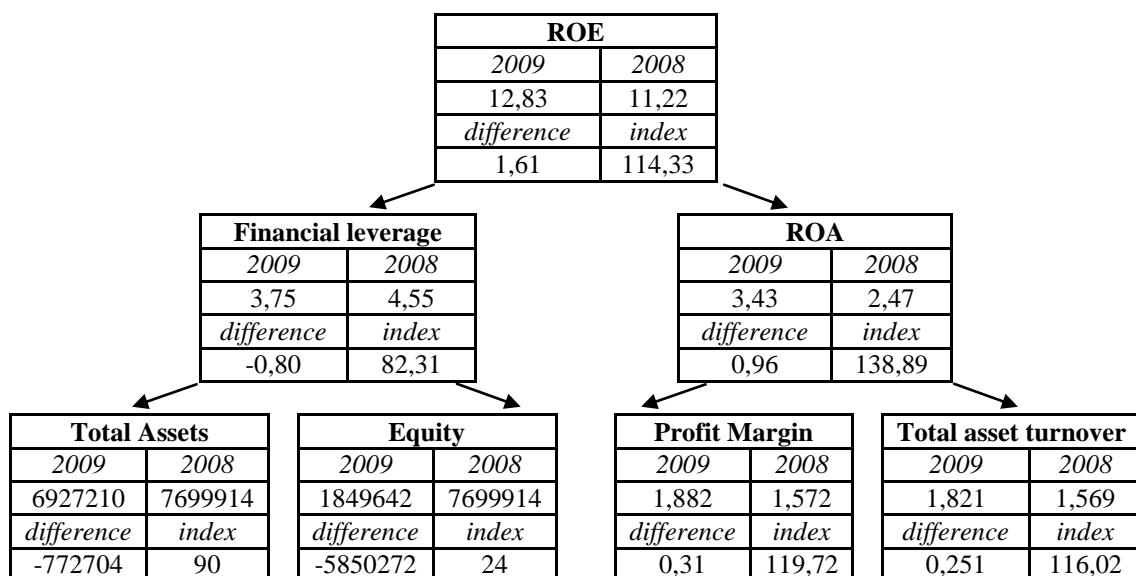 ROE
2009 2008
12,83 11,22
difference index
1,61 114,33
Financial leverage
2009 2008
3,75 4,55
difference index
-0,80 82,31
ROA
2009 2008
3,43 2,47
difference index
0,96 138,89
Total Assets
2009 2008
6927210 7699914
difference index
-772704 90
Equity
2009 2008
1849642 7699914
difference index
-5850272 24
Profit Margin
2009 2008
1,882 1,572
difference index
0,31 119,72
Total asset turnover
2009 2008
1,821 1,569
difference index
0,251 116,02